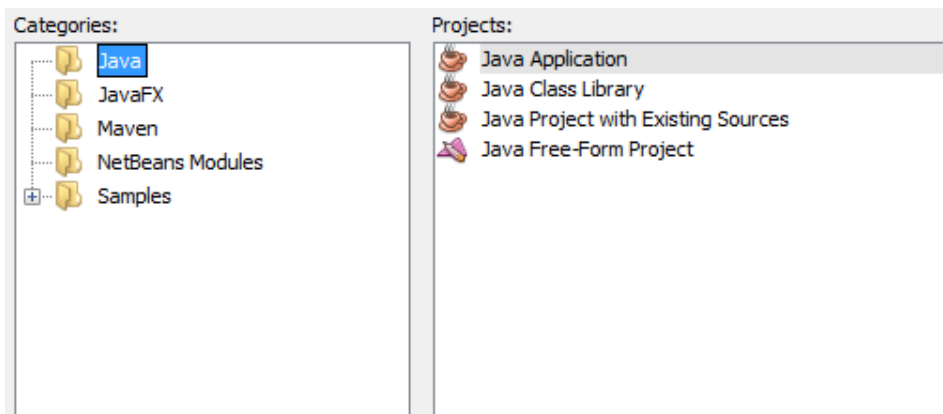 Categories:
Java
JavaFX
Maven
NetBeans Modules
Samples
Projects:
Java Application
Java Class Library
Java Project with Existing Sources
Java Free-Form Project